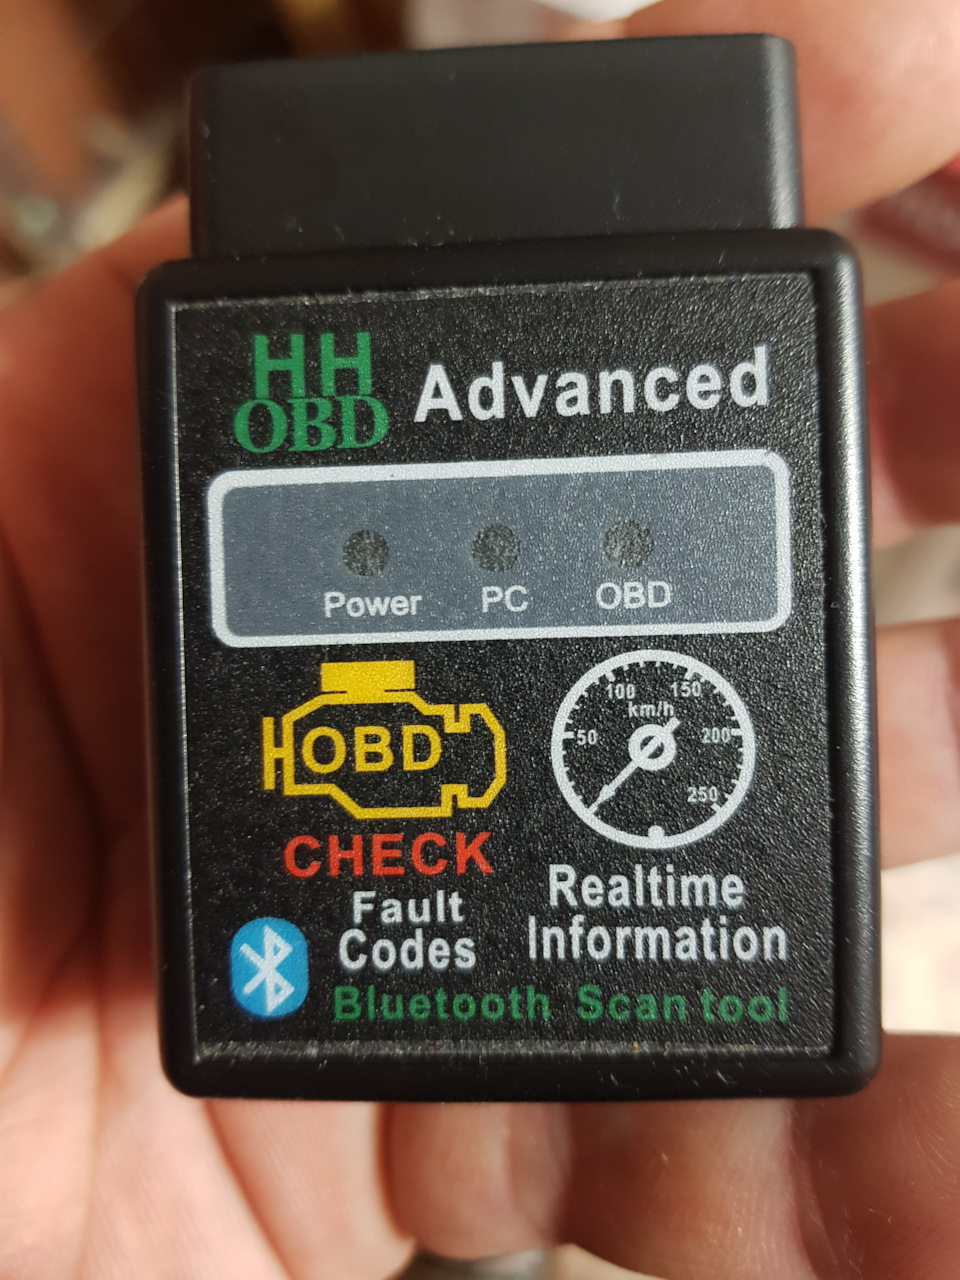 HH
OBD
Advanced
Power PC OBD
OBD
CHECK
Fault
Codes
50 100 150 200 250
km/h
Realtime
Information
Bluetooth Scan tool